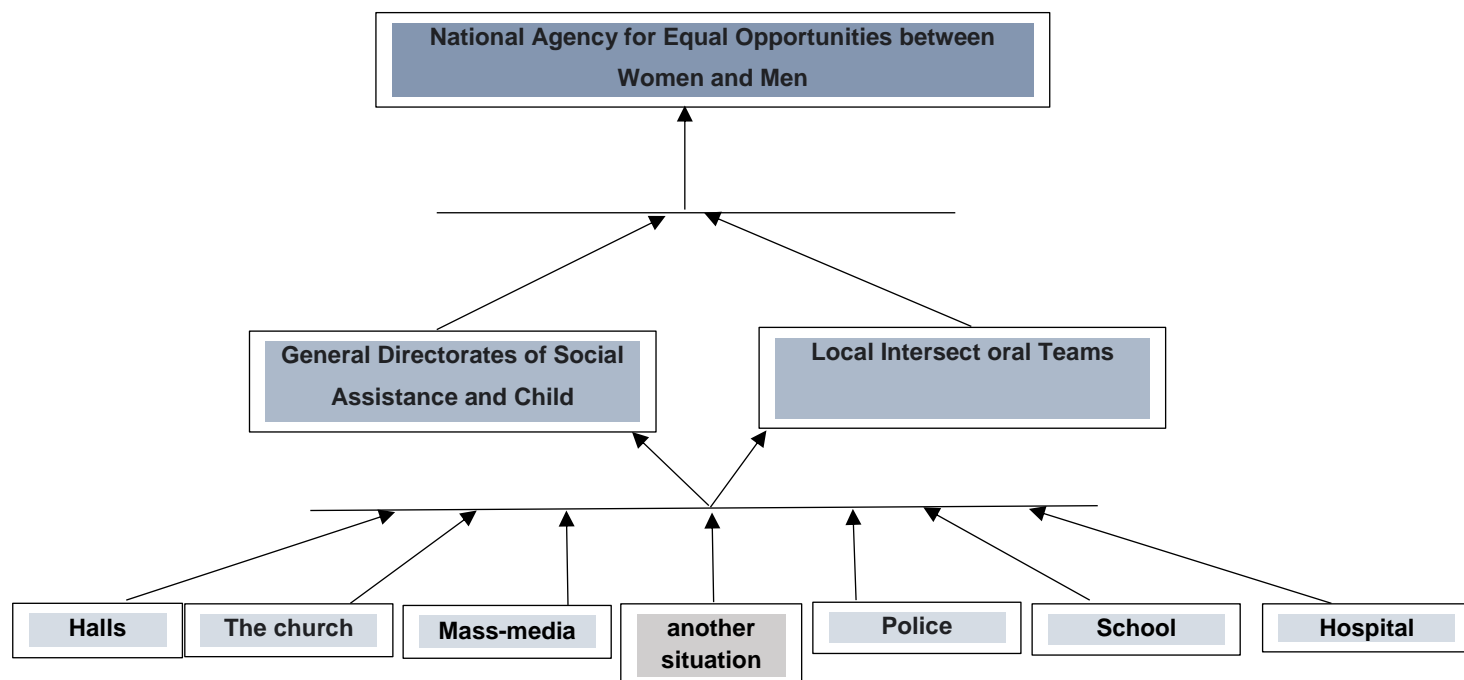 National Agency for Equal Opportunities between
Women and Men
General Directorates of Social
Assistance and Child
Local Intersect oral Teams
Halls
The church
Mass-media
another
situation
Police
School
Hospital